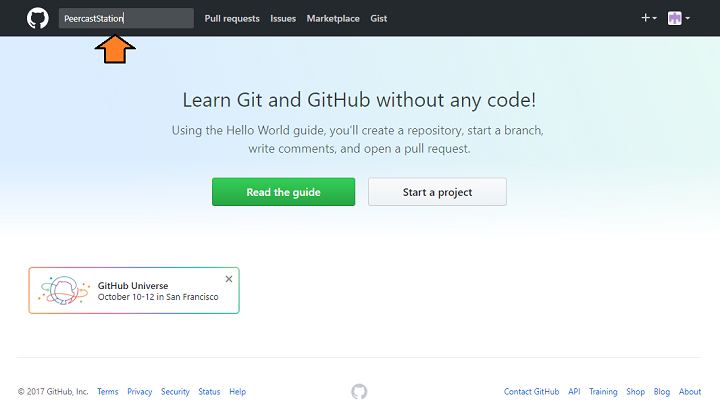 PeercastStation Pull requests Issues Marketplace Gist
Learn Git and GitHub without any code!
Using the Hello World guide, you'll create a repository, start a branch,
write comments, and open a pull request.
Read the guide Start a project
GitHub Universe
October 10-12 in San Francisco
© 2017 GitHub, Inc. Terms Privacy Security Status Help Contact GitHub API Training Shop Blog About